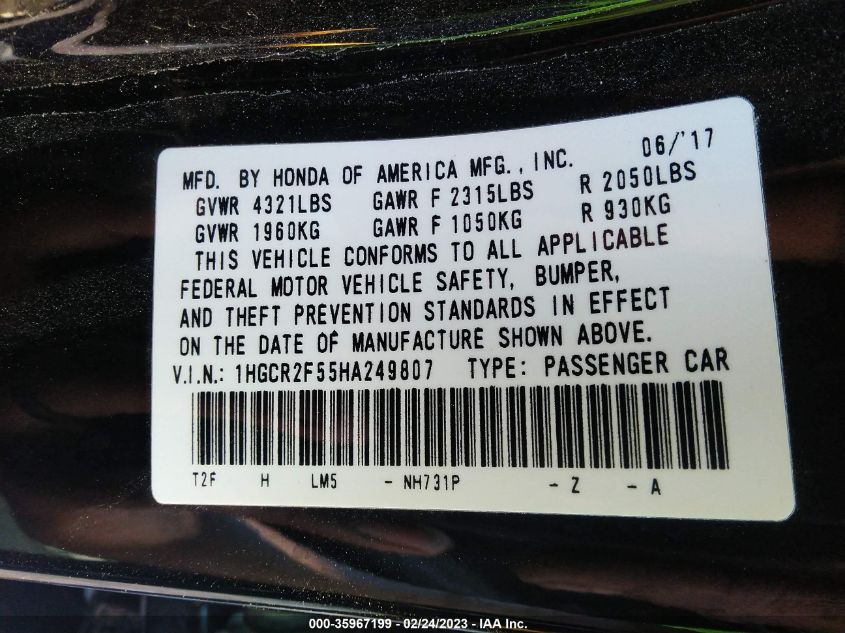 MFD. BY HONDA OF AMERICA MFG., INC. 06/'17
GVWR 4321LBS GAWR F 2315LBS R 2050LBS
GVWR 1960KG GAWR F 1050KG R 930KG
THIS VEHICLE CONFORMS TO ALL APPLICABLE
FEDERAL MOTOR VEHICLE SAFETY, BUMPER,
AND THEFT PREVENTION STANDARDS IN EFFECT
ON THE DATE OF MANUFACTURE SHOWN ABOVE.
V.I.N.: 1HGCR2F55HA249807 TYPE: PASSENGER CAR
T2F H LM5 - NH731P - Z - A
000-35967199 - 02/24/2023 - IAA Inc.